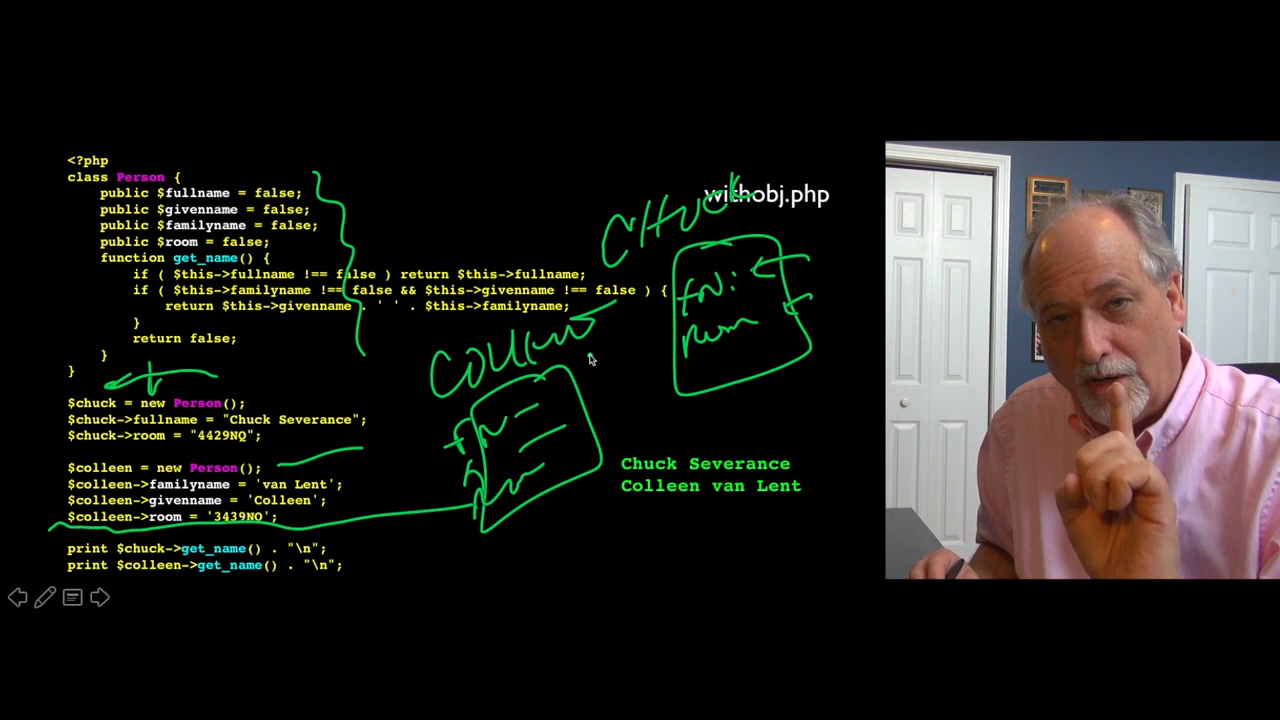 <?php
class Person {
    public $fullname = false;
    public $givenname = false;
    public $familyname = false;
    public $room = false;
    function get_name() {
        if ( $this->fullname !== false ) return $this->fullname;
        if ( $this->familyname !== false && $this->givenname !== false ) {
            return $this->givenname . ' ' . $this->familyname;
        }
        return false;
    }
}
$chuck = new Person();
$chuck->fullname = "Chuck Severance";
$chuck->room = "4429NQ";
$colleen = new Person();
$colleen->familyname = 'van Lent';
$colleen->givenname = 'Colleen';
$colleen->room = '3439NQ';
print $chuck->get_name() . "\n";
print $colleen->get_name() . "\n";
withobj.php
CHuck
fN:
Colleen
fN
Chuck Severance
Colleen van Lent